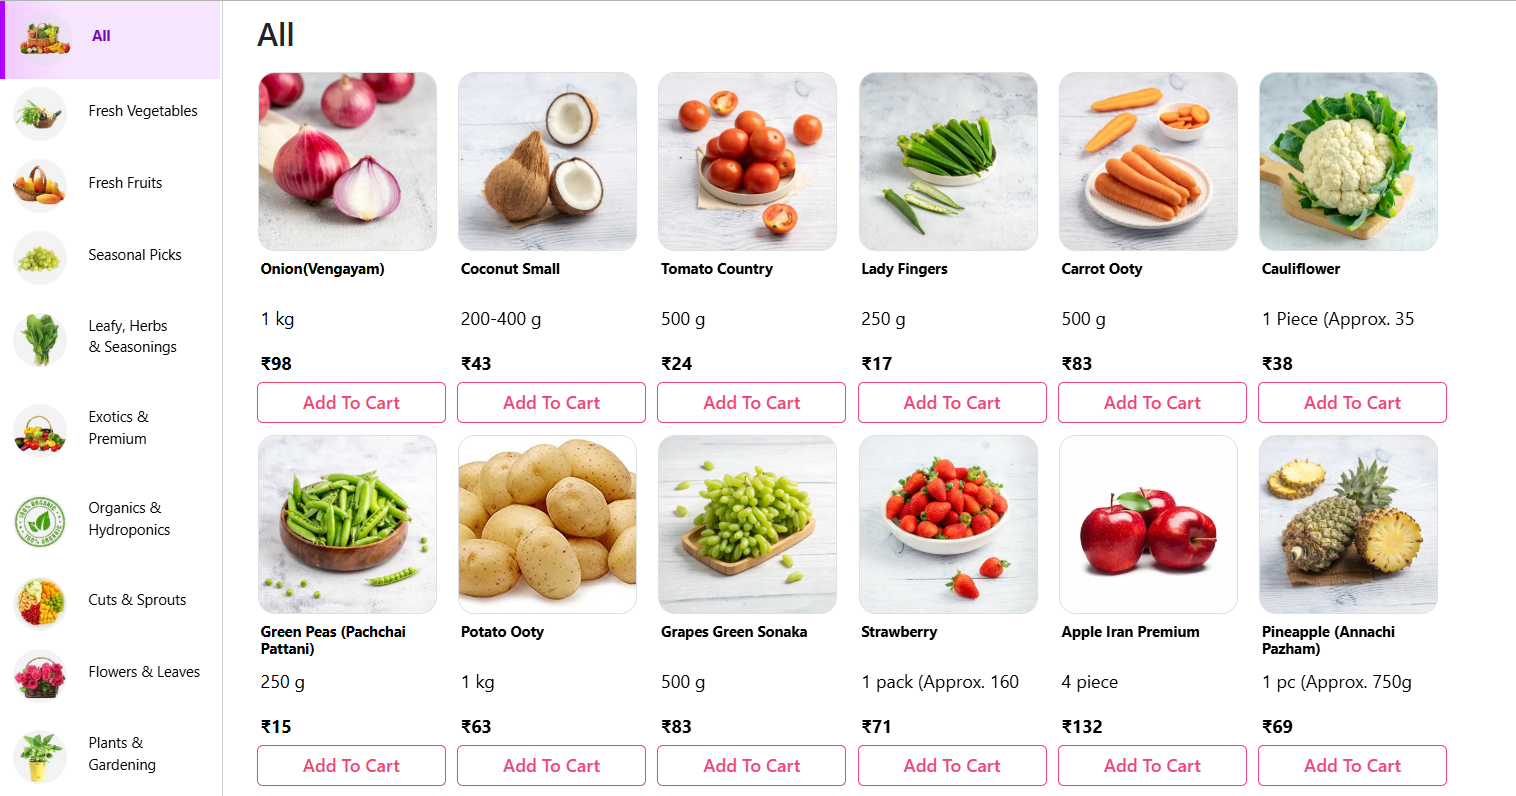 All
Fresh Vegetables
Fresh Fruits
Seasonal Picks
Leafy, Herbs
& Seasonings
Exotics &
Premium
100% ORGANIC
100% ORGANIC
Organics &
Hydroponics
Cuts & Sprouts
Flowers & Leaves
Plants &
Gardening
All
Onion(Vengayam)
1 kg
₹98
Add To Cart
Coconut Small
200-400 g
₹43
Add To Cart
Tomato Country
500 g
₹24
Add To Cart
Lady Fingers
250 g
₹17
Add To Cart
Carrot Ooty
500 g
₹83
Add To Cart
Cauliflower
1 Piece (Approx. 35
₹38
Add To Cart
Green Peas (Pachchai
Pattani)
250 g
₹15
Add To Cart
Potato Ooty
1 kg
₹63
Add To Cart
Grapes Green Sonaka
500 g
₹83
Add To Cart
Strawberry
1 pack (Approx. 160
₹71
Add To Cart
Apple Iran Premium
4 piece
₹132
Add To Cart
Pineapple (Annachi
Pazham)
1 pc (Approx. 750g
₹69
Add To Cart